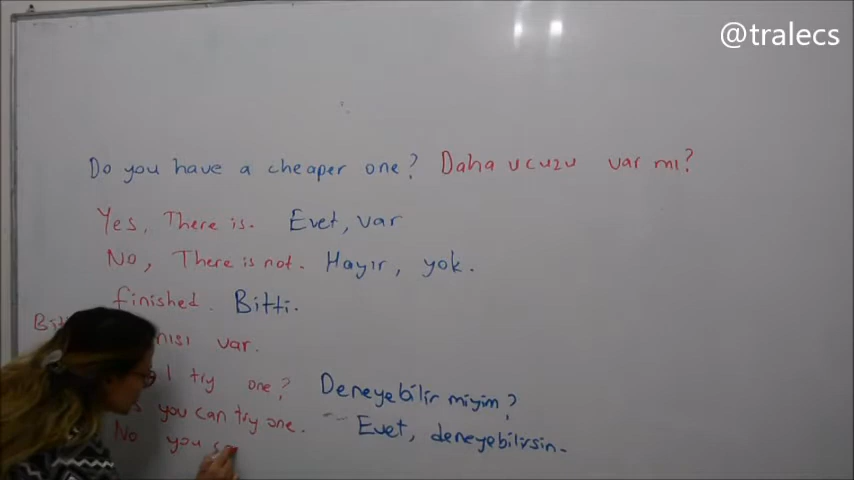 @tralecs
Do you have a cheaper one? Daha ucuzu var mı?
Yes, There is. Evet, var
No, There is not. Hayır, yok.
finished. Bitti.
var.
I try one? Deneyebilir miyim?
you can try one. Evet, deneyebilirsin.
No you